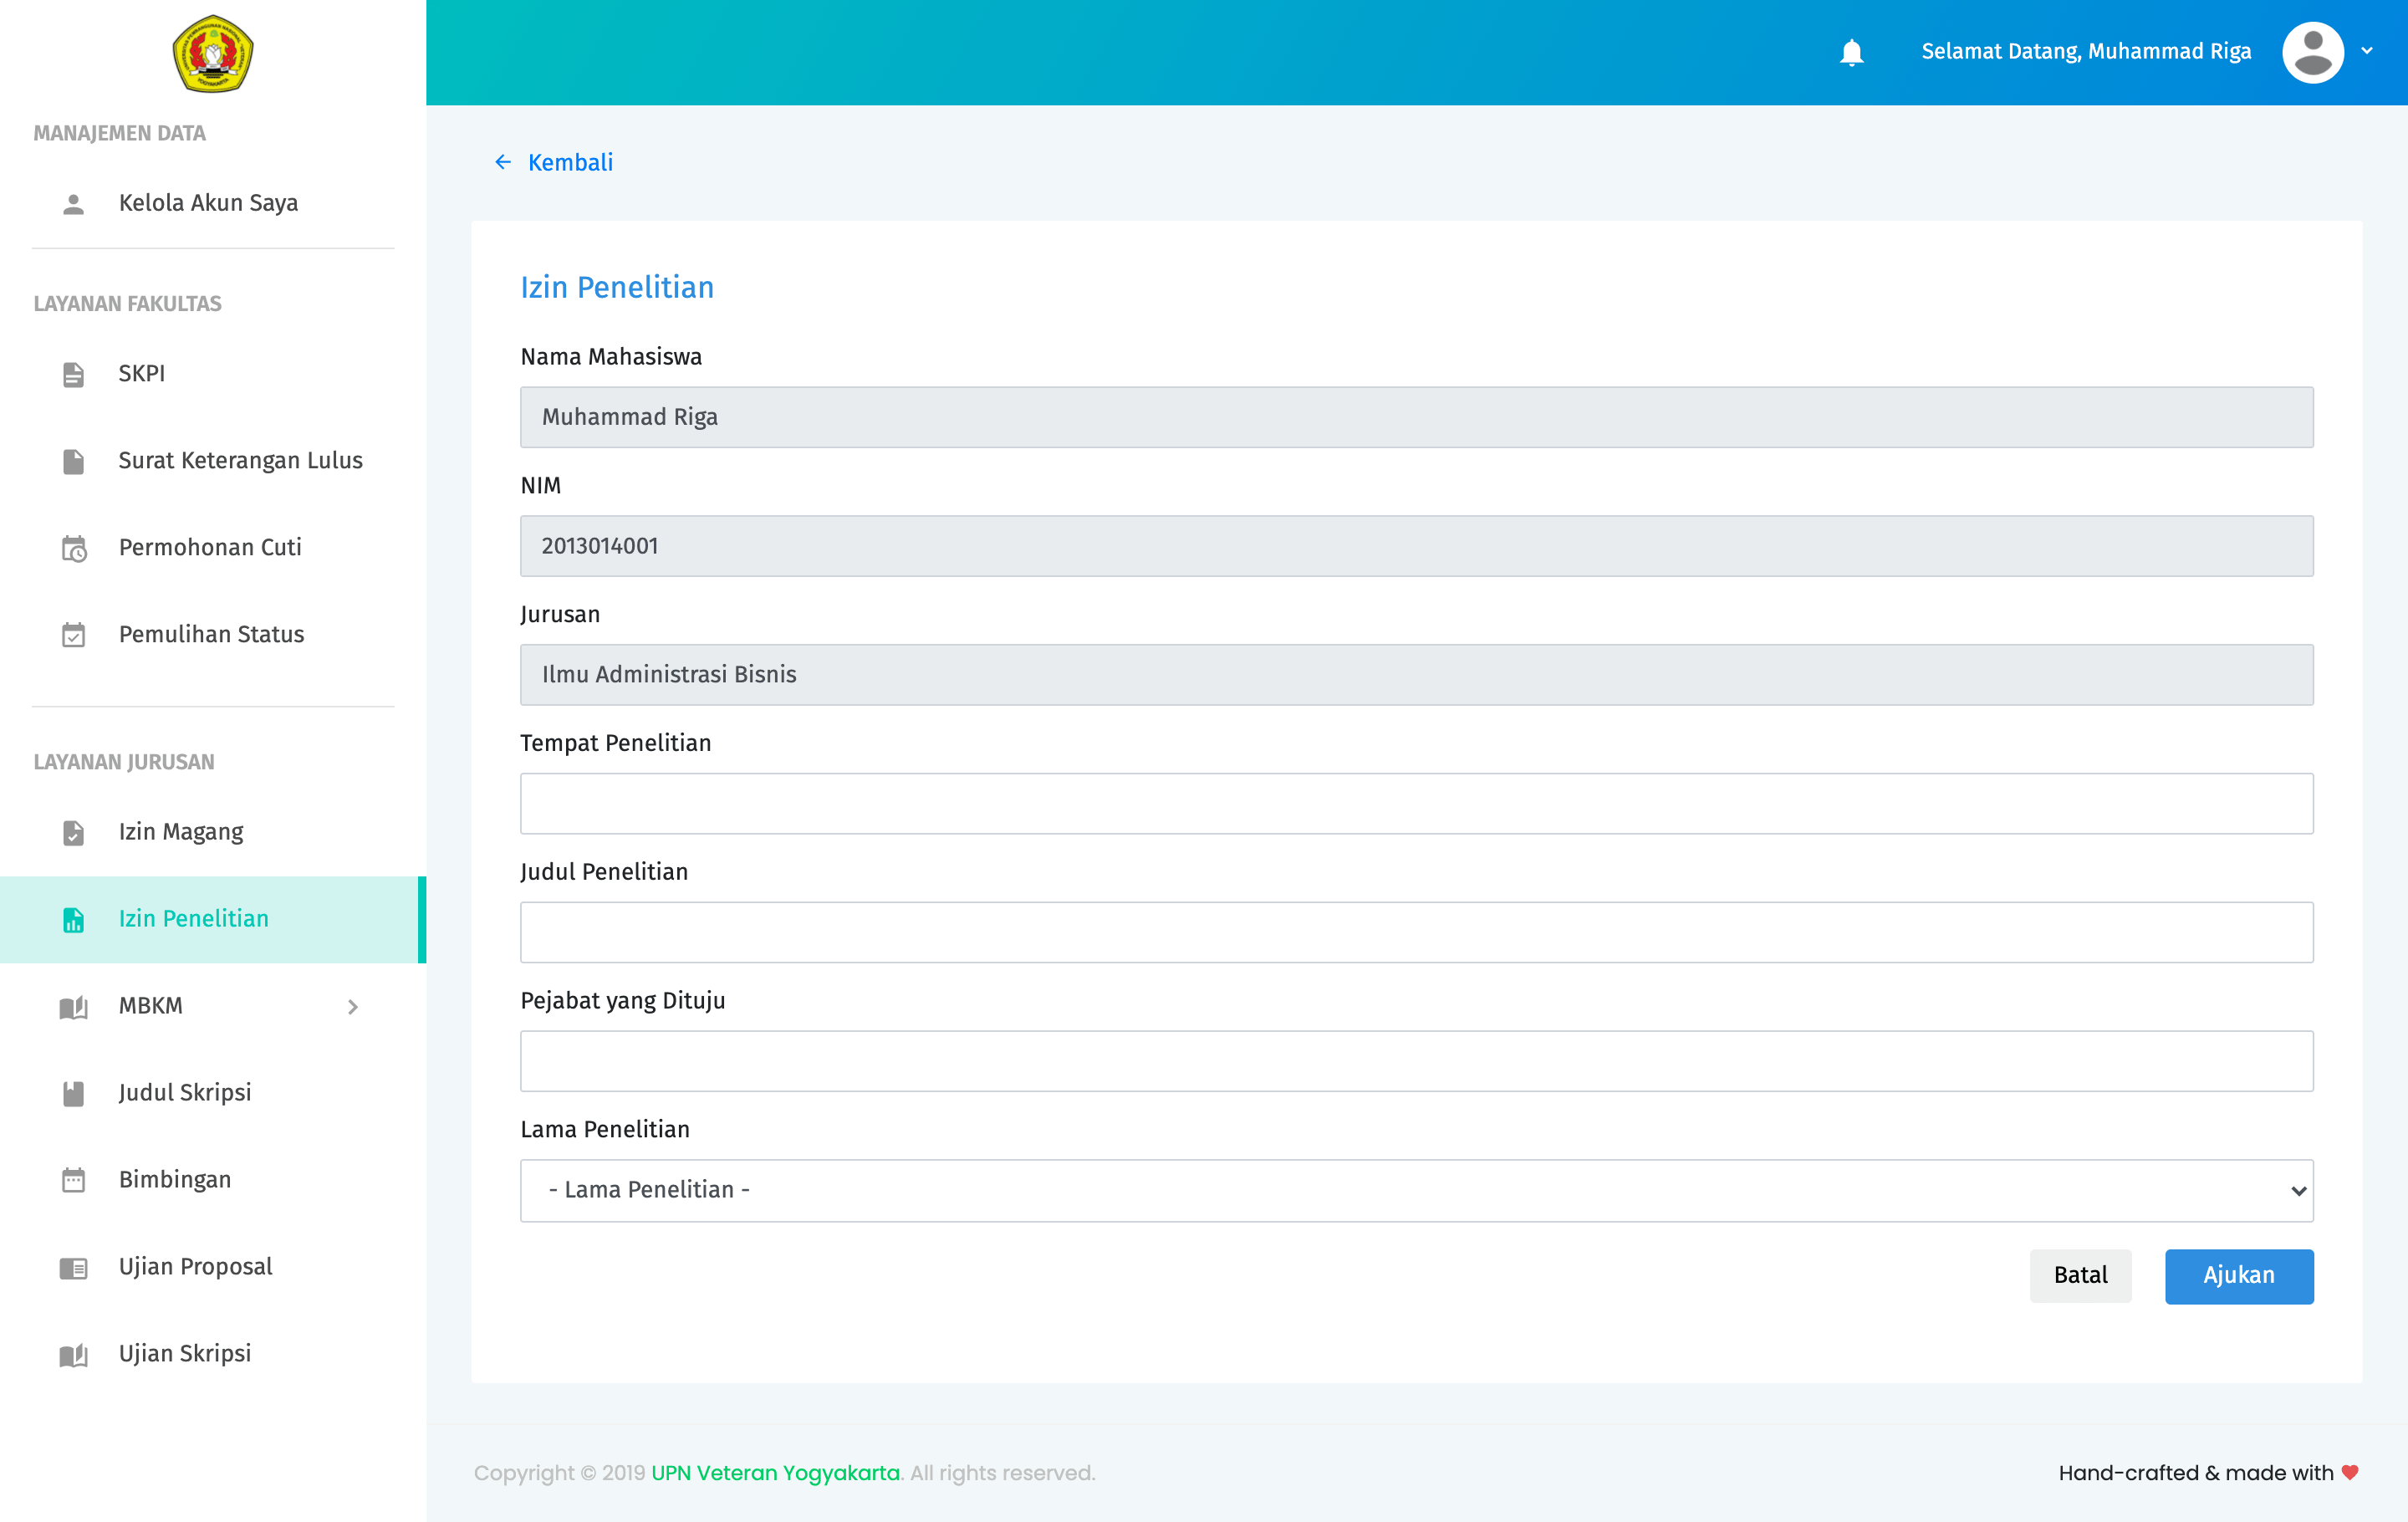 MANAJEMEN DATA
Kelola Akun Saya
LAYANAN FAKULTAS
SKPI
Surat Keterangan Lulus
Permohonan Cuti
Pemulihan Status
LAYANAN JURUSAN
Izin Magang
Izin Penelitian
MBKM
Judul Skripsi
Bimbingan
Ujian Proposal
Ujian Skripsi
Selamat Datang, Muhammad Riga
Kembali
Izin Penelitian
Nama Mahasiswa
Muhammad Riga
NIM
2013014001
Jurusan
Ilmu Administrasi Bisnis
Tempat Penelitian
Judul Penelitian
Pejabat yang Dituju
Lama Penelitian
- Lama Penelitian -
Batal
Ajukan
Copyright © 2019 UPN Veteran Yogyakarta. All rights reserved.
Hand-crafted & made with